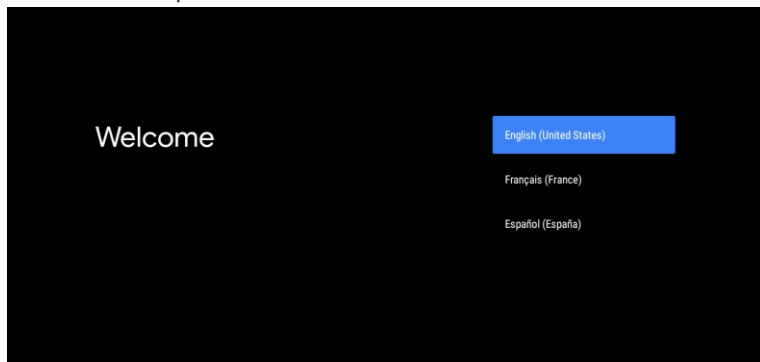 Welcome
English (United States)
Français (France)
Español (España)